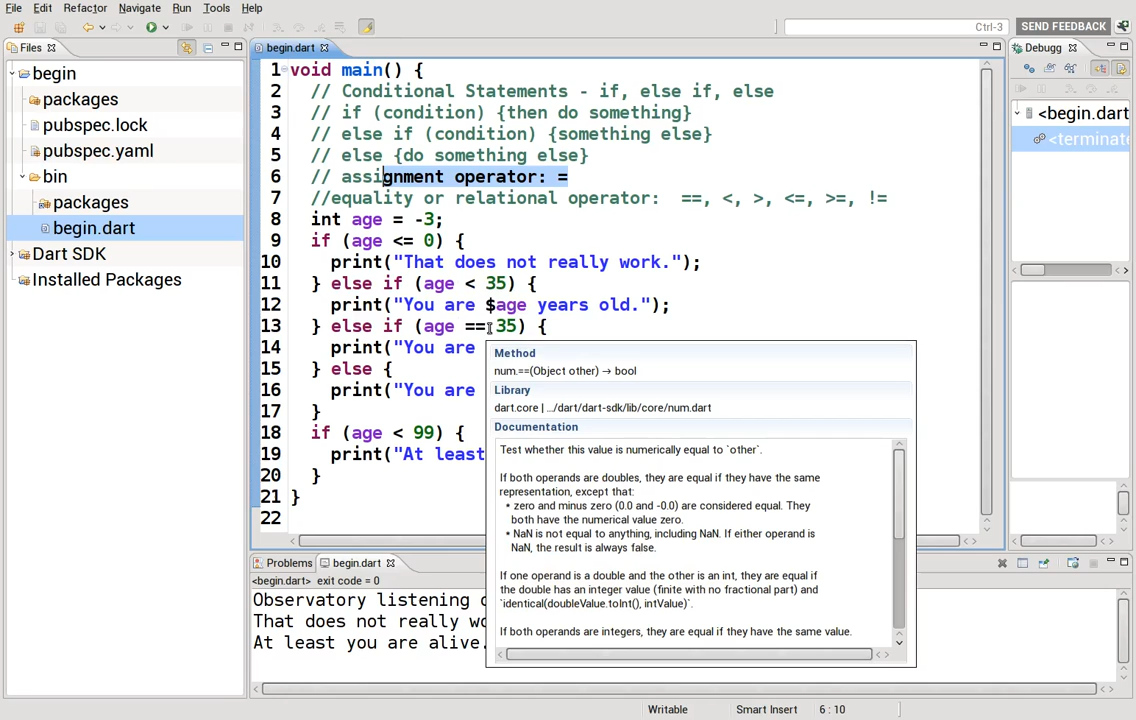 File Edit Refactor Navigate Run Tools Help
Ctrl-3
SEND FEEDBACK
Files
begin
packages
pubspec.lock
pubspec.yaml
bin
packages
begin.dart
Dart SDK
Installed Packages
begin.dart
1 void main() {
2 // Conditional Statements - if, else if, else
3 // if (condition) {then do something}
4 // else if (condition) {something else}
5 // else {do something else}
6 // assignment operator: =
7 //equality or relational operator: ==, <, >, <=, >=, !=
8 int age = -3;
9 if (age <= 0) {
10 print("That does not really work.");
11 } else if (age < 35) {
12 print("You are $age years old.");
13 } else if (age == 35) {
14 print("You are
15 } else {
16 print("You are
17 }
18 if (age < 99) {
19 print("At least
20 }
21 }
22
Method
num.==(Object other) → bool
Library
dart.core | .../dart/dart-sdk/lib/core/num.dart
Documentation
Test whether this value is numerically equal to `other`.
If both operands are doubles, they are equal if they have the same
representation, except that:
* zero and minus zero (0.0 and -0.0) are considered equal. They
both have the numerical value zero.
* NaN is not equal to anything, including NaN. If either operand is
NaN, the result is always false.
If one operand is a double and the other is an int, they are equal if
the double has an integer value (finite with no fractional part) and
`identical(doubleValue.toInt(), intValue)`.
If both operands are integers, they are equal if they have the same value.
Debugg
<begin.dart
<terminate
Problems
begin.dart
<begin.dart> exit code = 0
Observatory listening
That does not really
At least you are alive.
Writable
Smart Insert
6 : 10